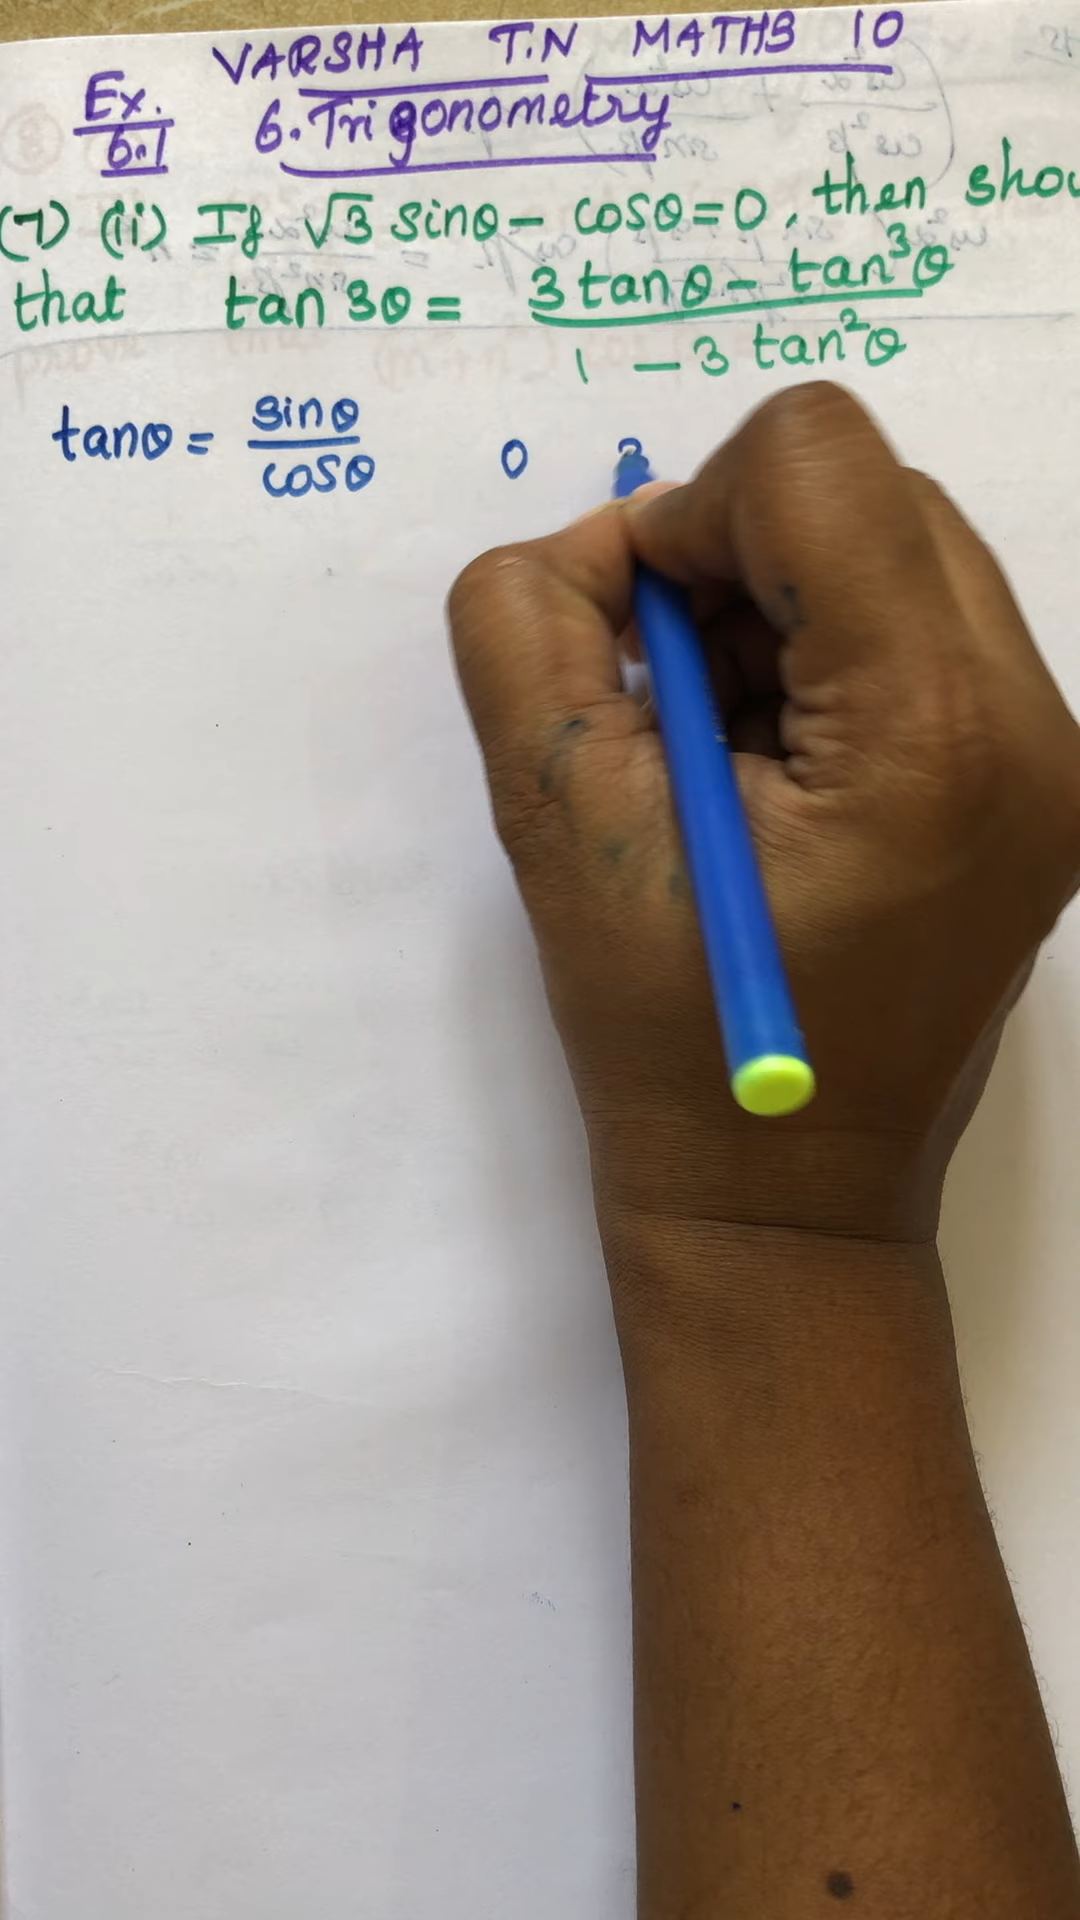 VARSHA T.N MATHS 10
Ex. 6.1
6. Trigonometry
(7) (ii) If √3 sinθ - cosθ = 0, then
that tan 3θ = 3 tanθ - tan³θ
1 - 3 tan²θ
tanθ = sinθ
cosθ
0